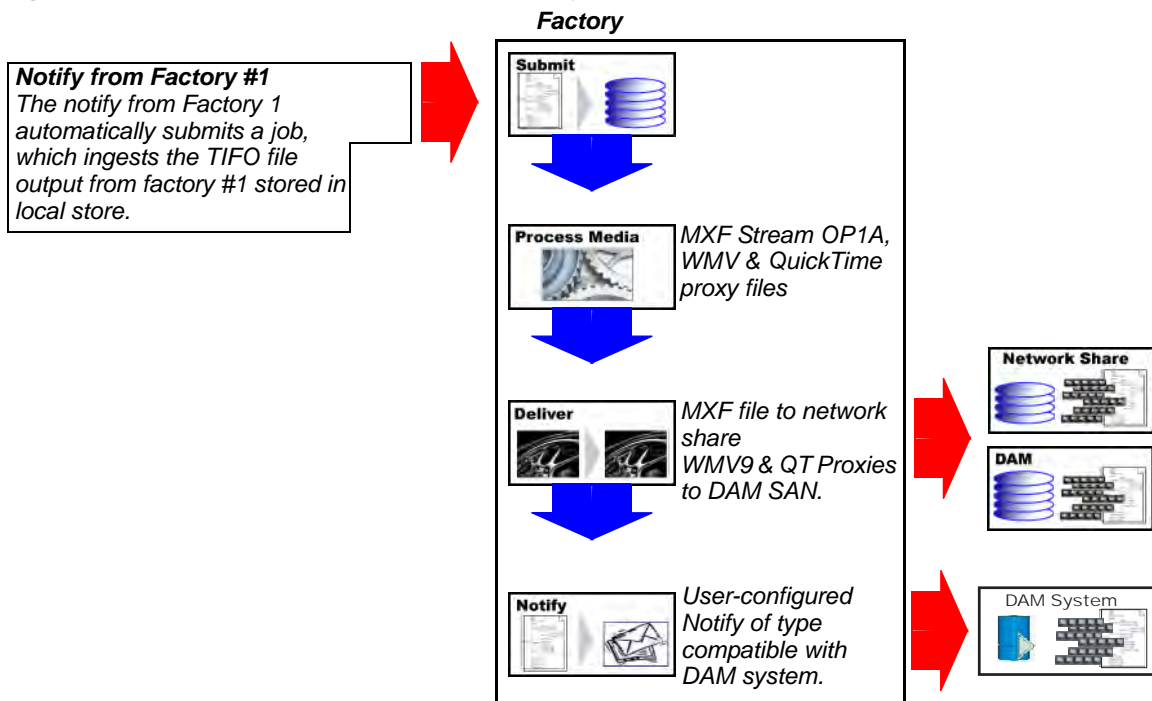 Factory
Notify from Factory #1
The notify from Factory 1
automatically submits a job,
which ingests the TIFO file
output from factory #1 stored in
local store.
Submit
Process Media
MXF Stream OP1A,
WMV & QuickTime
proxy files
Deliver
MXF file to network
share
WMV9 & QT Proxies
to DAM SAN.
Network Share
DAM
Notify
User-configured
Notify of type
compatible with
DAM system.
DAM System